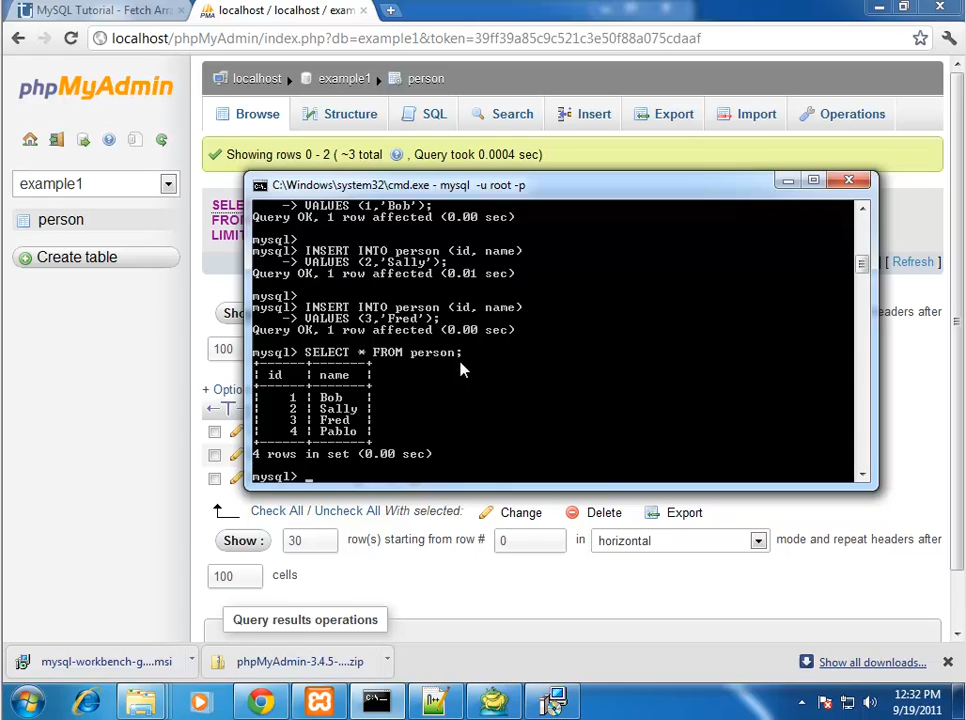 MySQL Tutorial - Fetch Arr
localhost / localhost / exam
localhost/phpMyAdmin/index.php?db=example1&token=39ff39a85c9c521c3e50f88a075cdaaf
phpMyAdmin
localhost
example1
person
Browse
Structure
SQL
Search
Insert
Export
Import
Operations
Showing rows 0 - 2 ( ~3 total , Query took 0.0004 sec)
example1
person
Create table
SELE
FROM
LIMIT
[ Refresh ]
Sho
headers after
100
+ Optio
←T
C:\Windows\system32\cmd.exe - mysql -u root -p
-> VALUES (1,'Bob');
Query OK, 1 row affected (0.00 sec)
mysql>
mysql> INSERT INTO person (id, name)
-> VALUES (2,'Sally');
Query OK, 1 row affected (0.01 sec)
mysql>
mysql> INSERT INTO person (id, name)
-> VALUES (3,'Fred');
Query OK, 1 row affected (0.00 sec)
mysql> SELECT * FROM person;
+------+-------+
| id | name |
+------+-------+
| 1 | Bob |
| 2 | Sally |
| 3 | Fred |
| 4 | Pablo |
+------+-------+
4 rows in set (0.00 sec)
mysql> _
Check All / Uncheck All With selected:
Change
Delete
Export
Show :
30
row(s) starting from row #
0
in
horizontal
mode and repeat headers after
100
cells
Query results operations
mysql-workbench-g....msi
phpMyAdmin-3.4.5-....zip
Show all downloads...
12:32 PM
9/19/2011